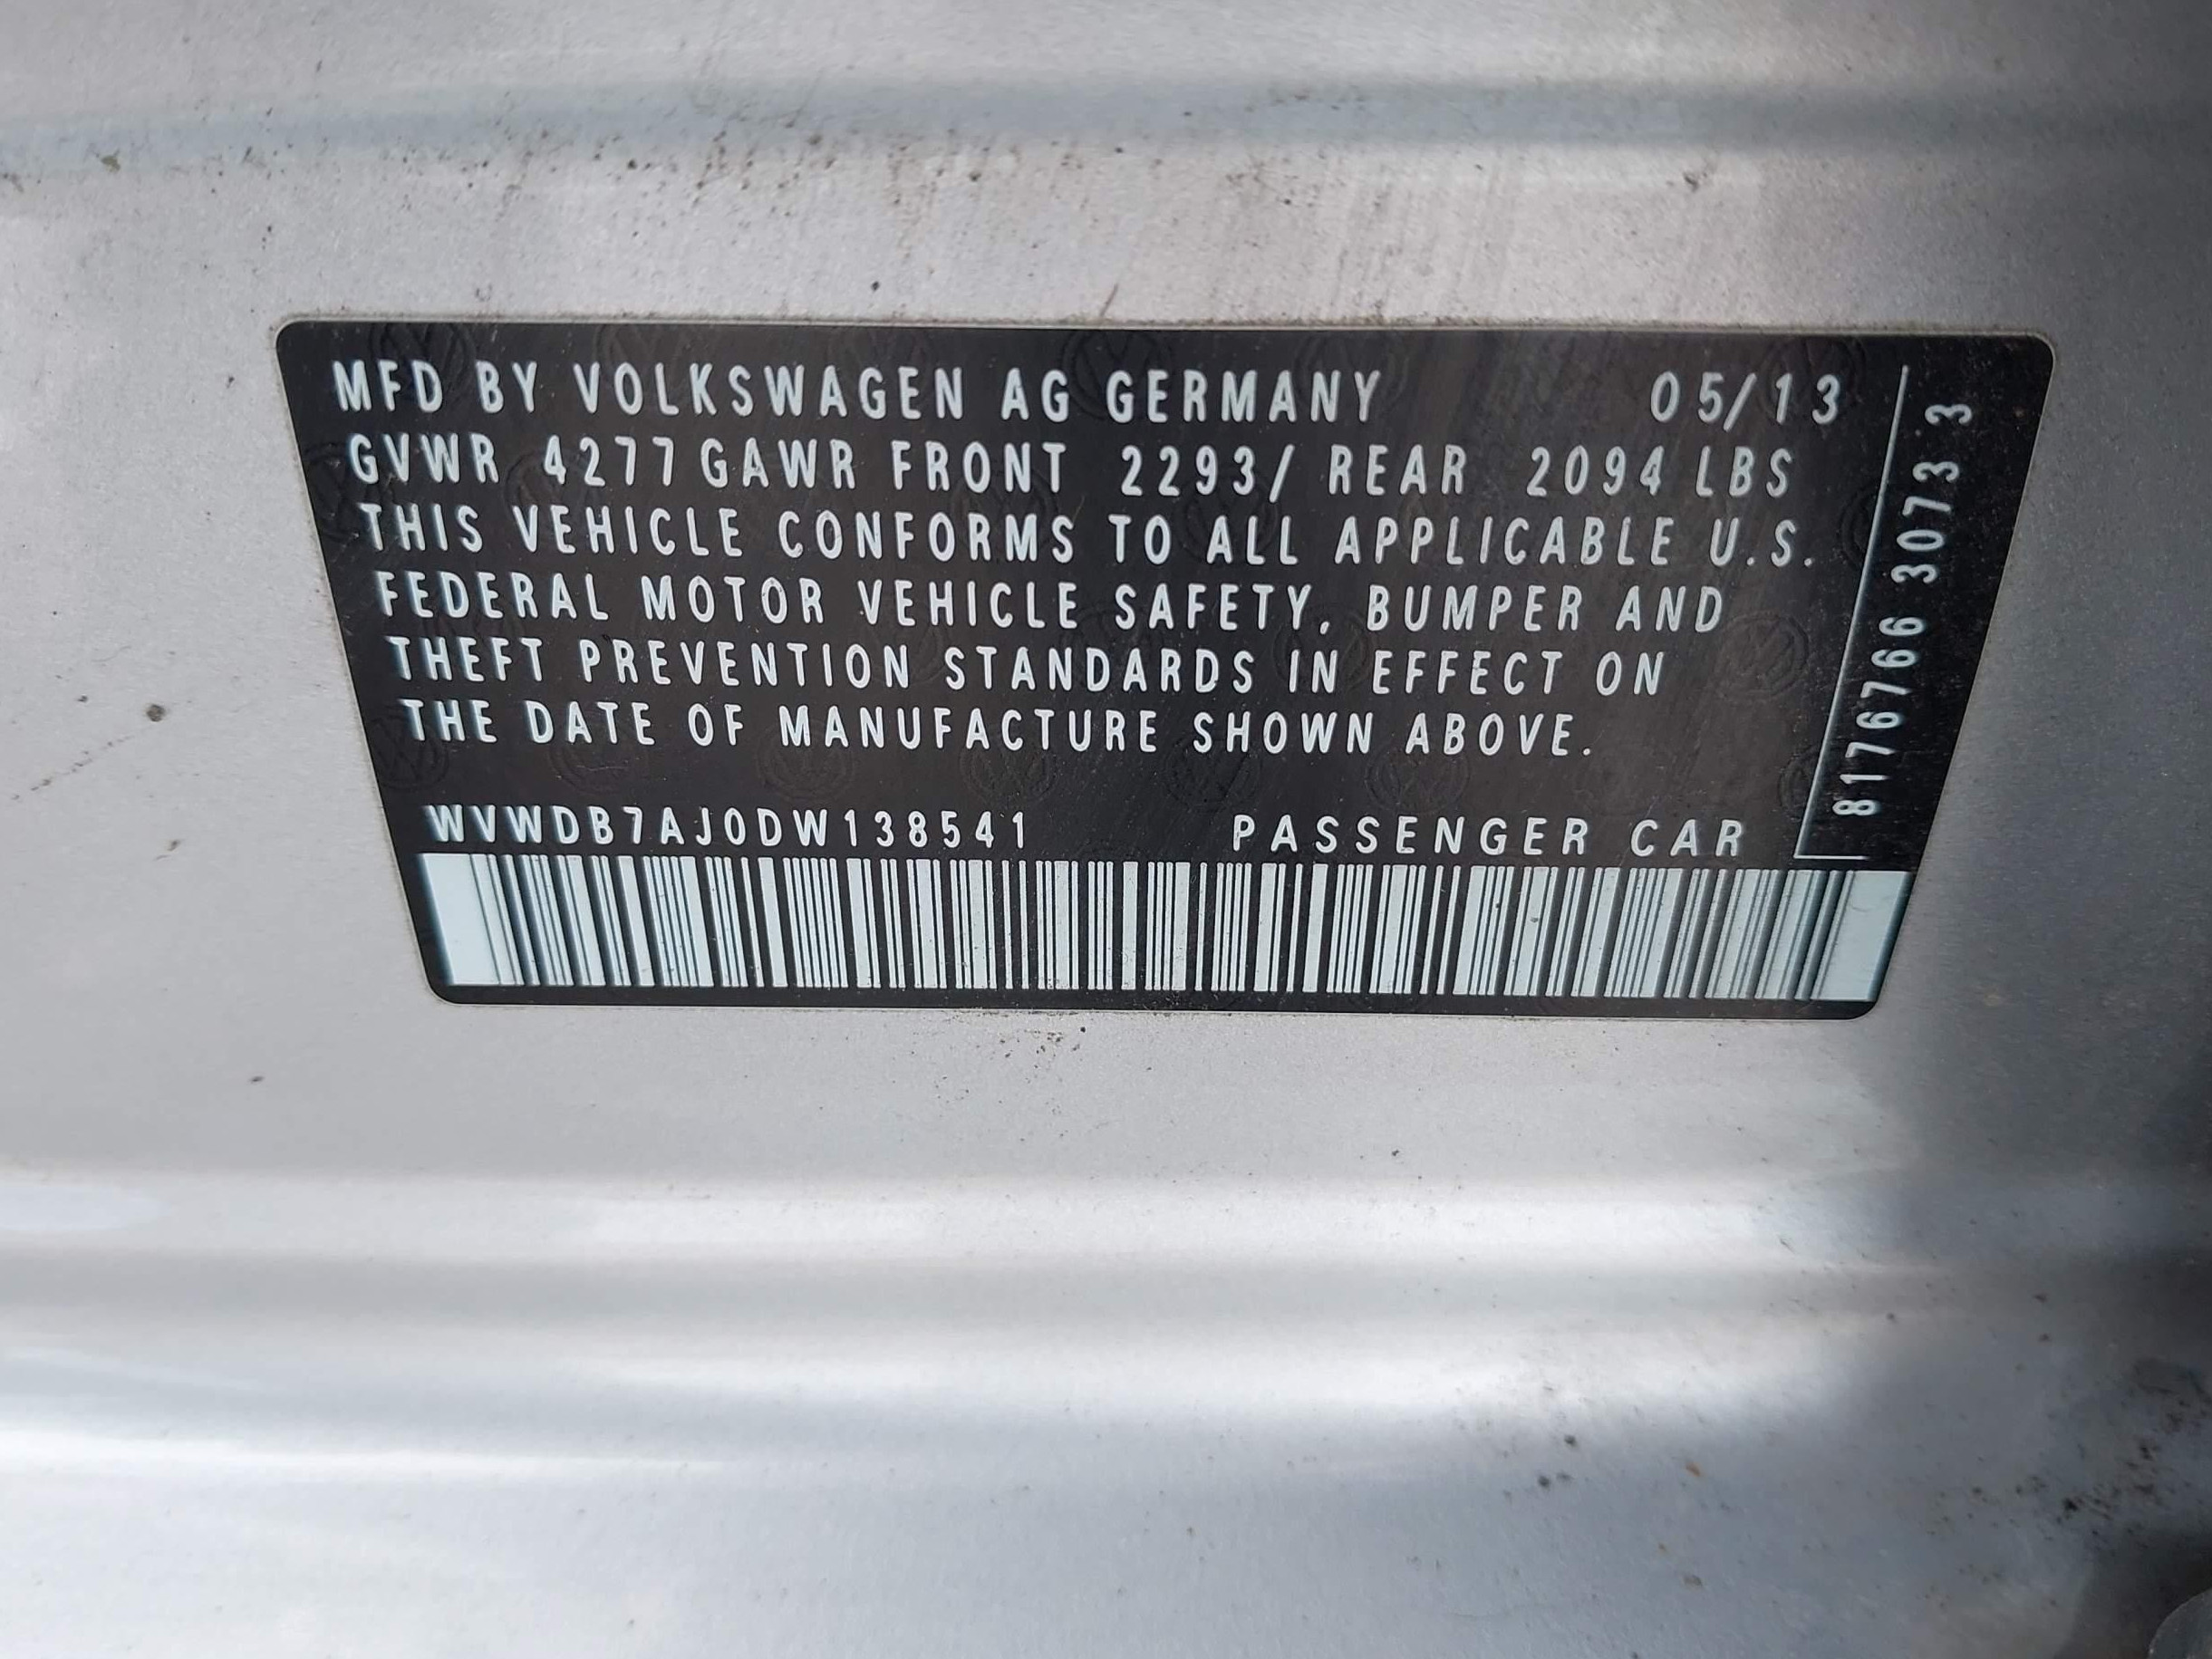 MFD BY VOLKSWAGEN AG GERMANY 05/13
GVWR 4277 GAWR FRONT 2293/ REAR 2094 LBS
THIS VEHICLE CONFORMS TO ALL APPLICABLE U.S.
FEDERAL MOTOR VEHICLE SAFETY, BUMPER AND
THEFT PREVENTION STANDARDS IN EFFECT ON
THE DATE OF MANUFACTURE SHOWN ABOVE.
WVWDB7AJ0DW138541 PASSENGER CAR
8176766 3073 3